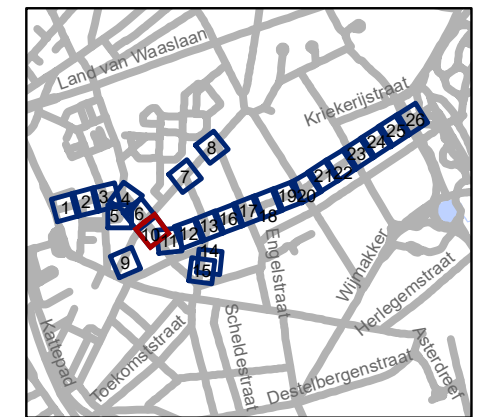 Land van Waaslaan
Kriekerijstraat
8
7
26
25
24
23
22
21
20
19
18
17
16
13
12
11
10
1
2
3
4
5
6
9
14
15
Engelstraat
Wijmakker
Herlegemstraat
Kattepad
Toekomststraat
Scheldestraat
Destelbergenstraat
Asterdreef